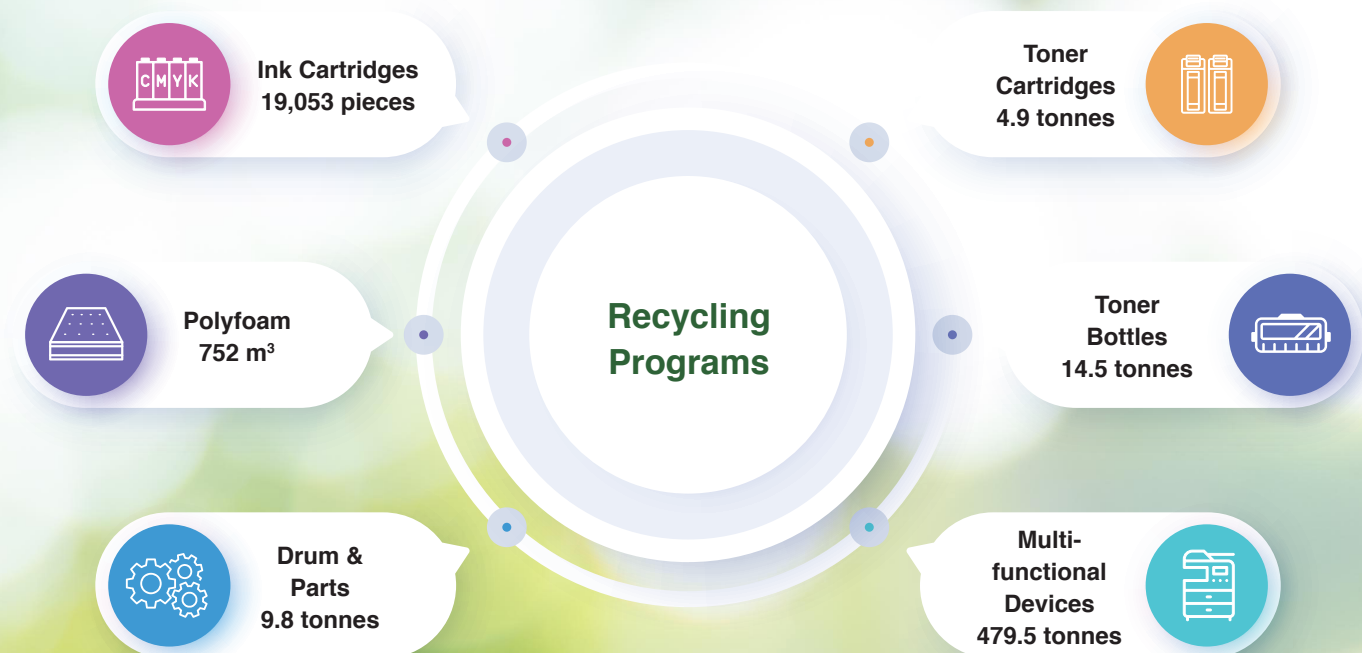 Ink Cartridges
19,053 pieces
CMYK
Toner
Cartridges
4.9 tonnes
Polyfoam
752 m³
Recycling
Programs
Toner
Bottles
14.5 tonnes
Drum &
Parts
9.8 tonnes
Multi-
functional
Devices
479.5 tonnes